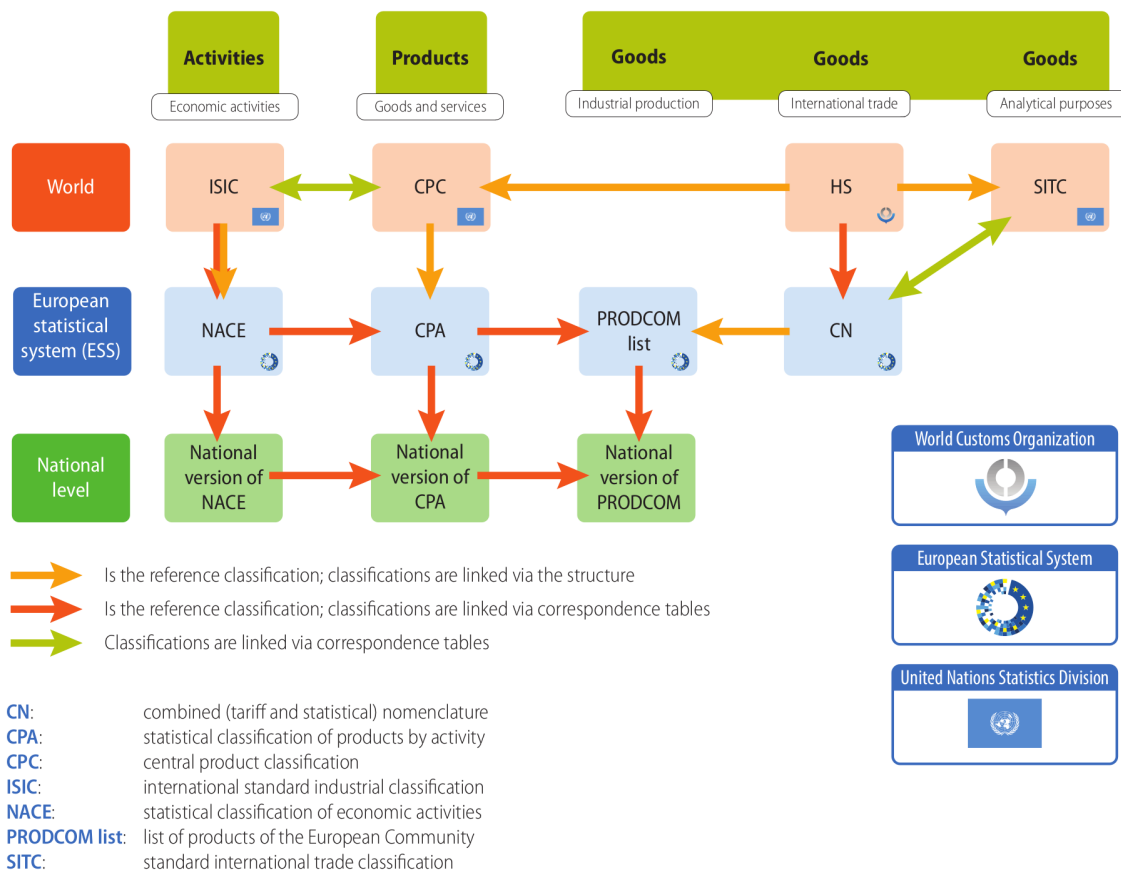 Activities
Products
Goods
Goods
Goods
Economic activities
Goods and services
Industrial production
International trade
Analytical purposes
World
ISIC
CPC
HS
SITC
European
statistical
system (ESS)
NACE
CPA
PRODCOM
list
CN
National
level
National
version of
NACE
National
version of
CPA
National
version of
PRODCOM
World Customs Organization
European Statistical System
United Nations Statistics Division
Is the reference classification; classifications are linked via the structure
Is the reference classification; classifications are linked via correspondence tables
Classifications are linked via correspondence tables
CN: combined (tariff and statistical) nomenclature
CPA: statistical classification of products by activity
CPC: central product classification
ISIC: international standard industrial classification
NACE: statistical classification of economic activities
PRODCOM list: list of products of the European Community
SITC: standard international trade classification